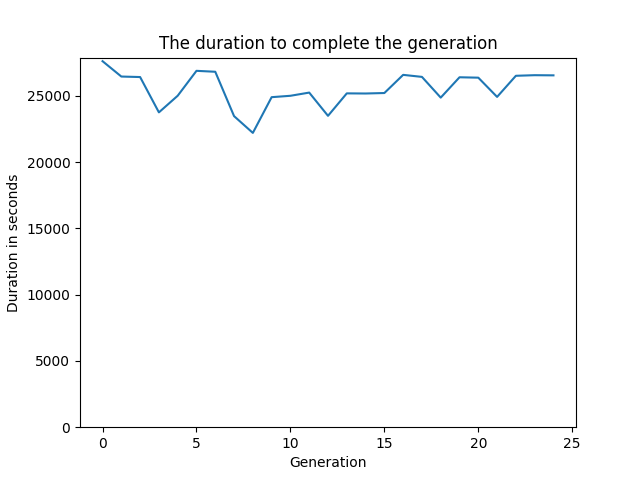 The duration to complete the generation
Duration in seconds
25000
20000
15000
10000
5000
0
0 5 10 15 20 25
Generation